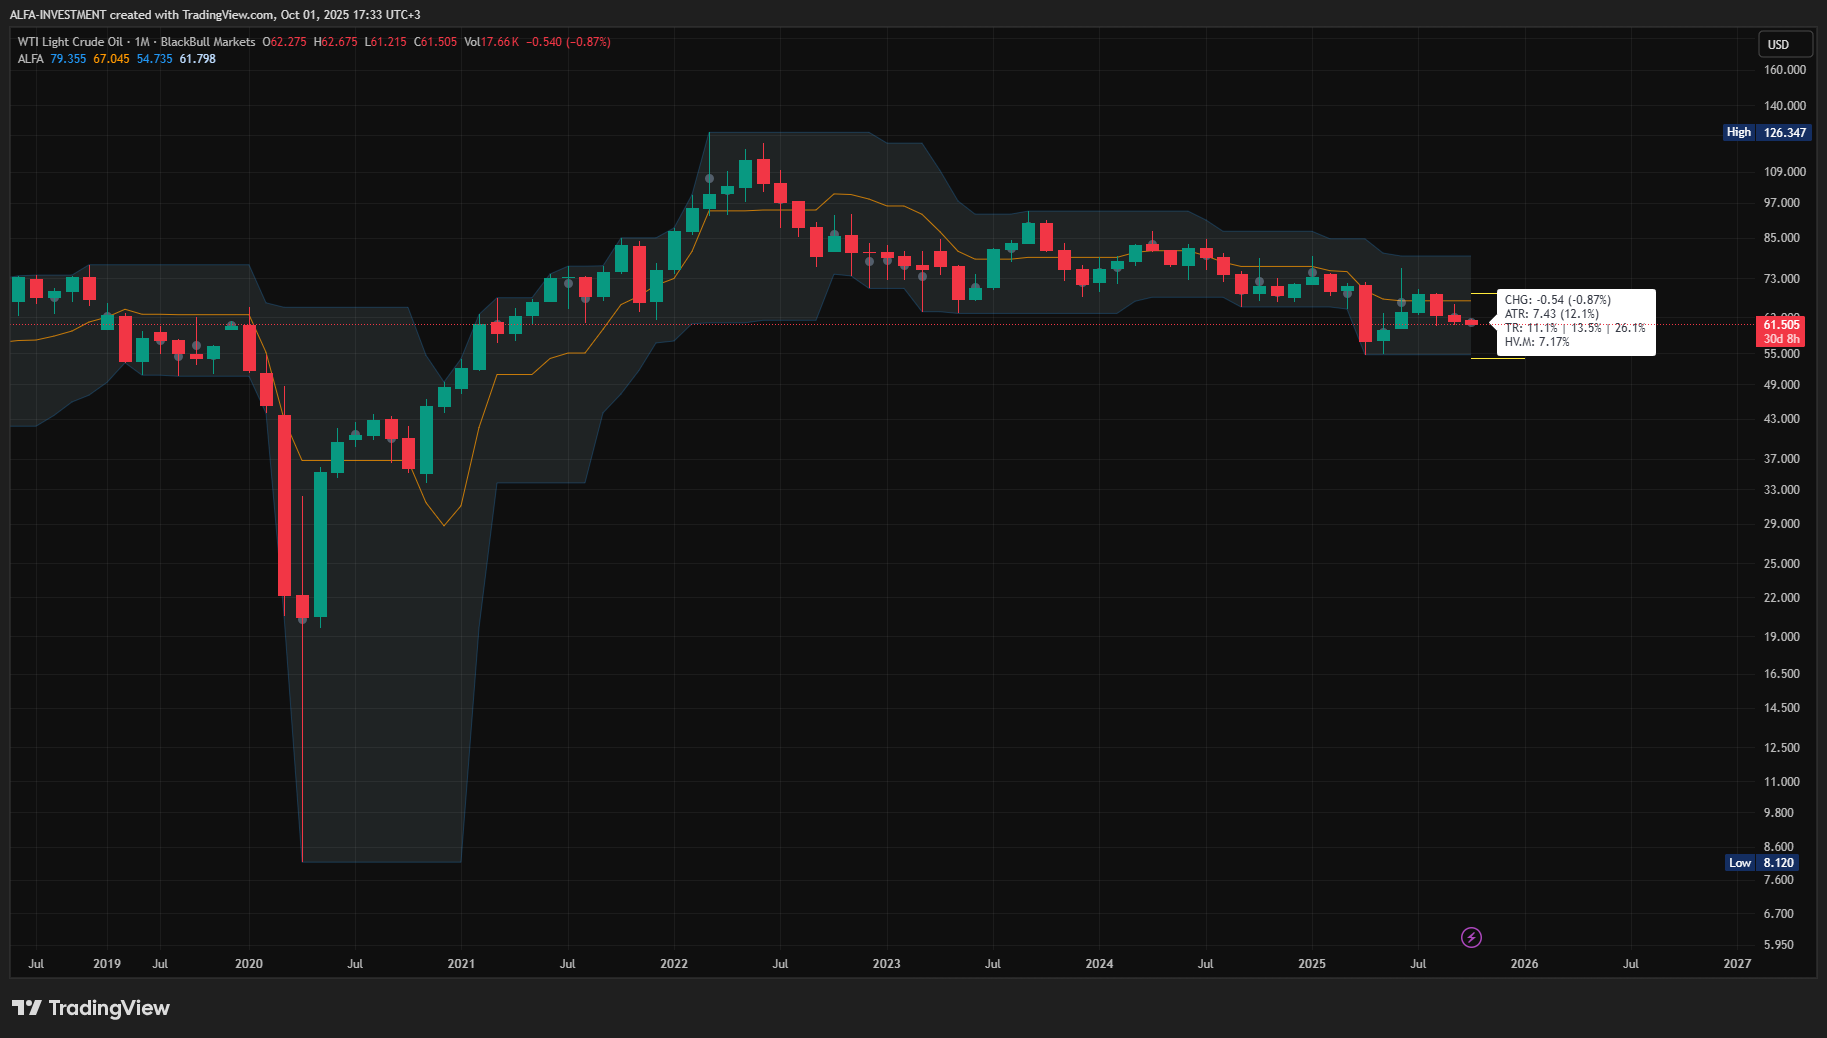 ALFA-INVESTMENT created with TradingView.com, Oct 01, 2025 17:33 UTC+3
WTI Light Crude Oil · 1M · BlackBull Markets O62.275 H62.675 L61.215 C61.505 Vol17.66K −0.540 (−0.87%)
ALFA 79.355 67.045 54.735 61.798
USD
160.000
140.000
High 126.347
109.000
97.000
85.000
73.000
CHG: -0.54 (-0.87%)
ATR: 7.43 (12.1%)
TR: 11.1% | 13.5% | 26.1%
HV.M: 7.17%
61.505
30d 8h
55.000
49.000
43.000
37.000
33.000
29.000
25.000
22.000
19.000
16.500
14.500
12.500
11.000
9.800
8.600
Low 8.120
7.600
6.700
5.950
Jul 2019 Jul 2020 Jul 2021 Jul 2022 Jul 2023 Jul 2024 Jul 2025 Jul 2026 Jul 2027
TradingView